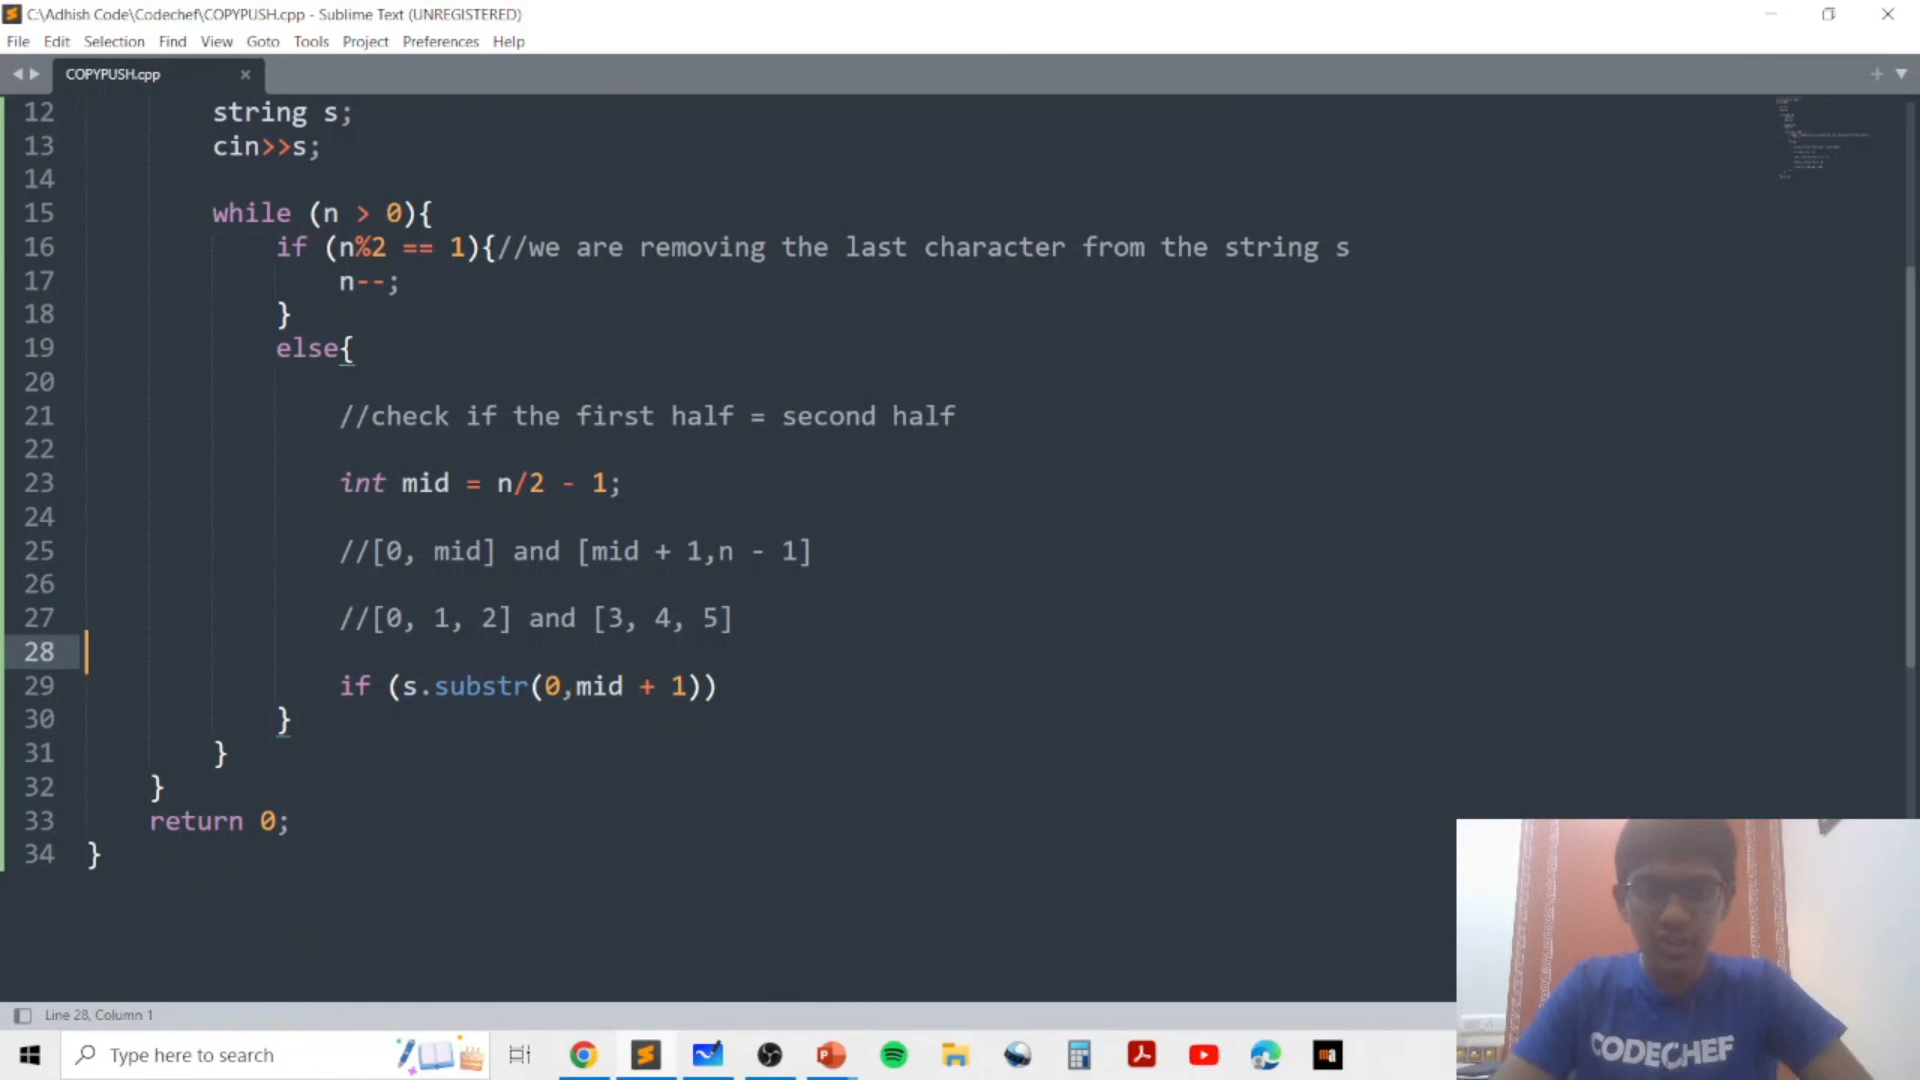 C:\Adhish Code\Codechef\COPYPUSH.cpp - Sublime Text (UNREGISTERED)
File Edit Selection Find View Goto Tools Project Preferences Help
COPYPUSH.cpp
12 string s;
13 cin>>s;
14
15 while (n > 0){
16 if (n%2 == 1){//we are removing the last character from the string s
17 n--;
18 }
19 else{
20
21 //check if the first half = second half
22
23 int mid = n/2 - 1;
24
25 //[0, mid] and [mid + 1,n - 1]
26
27 //[0, 1, 2] and [3, 4, 5]
28
29 if (s.substr(0,mid + 1))
30 }
31 }
32 }
33 return 0;
34 }
CODECHEF
Line 28, Column 1
Type here to search
ma